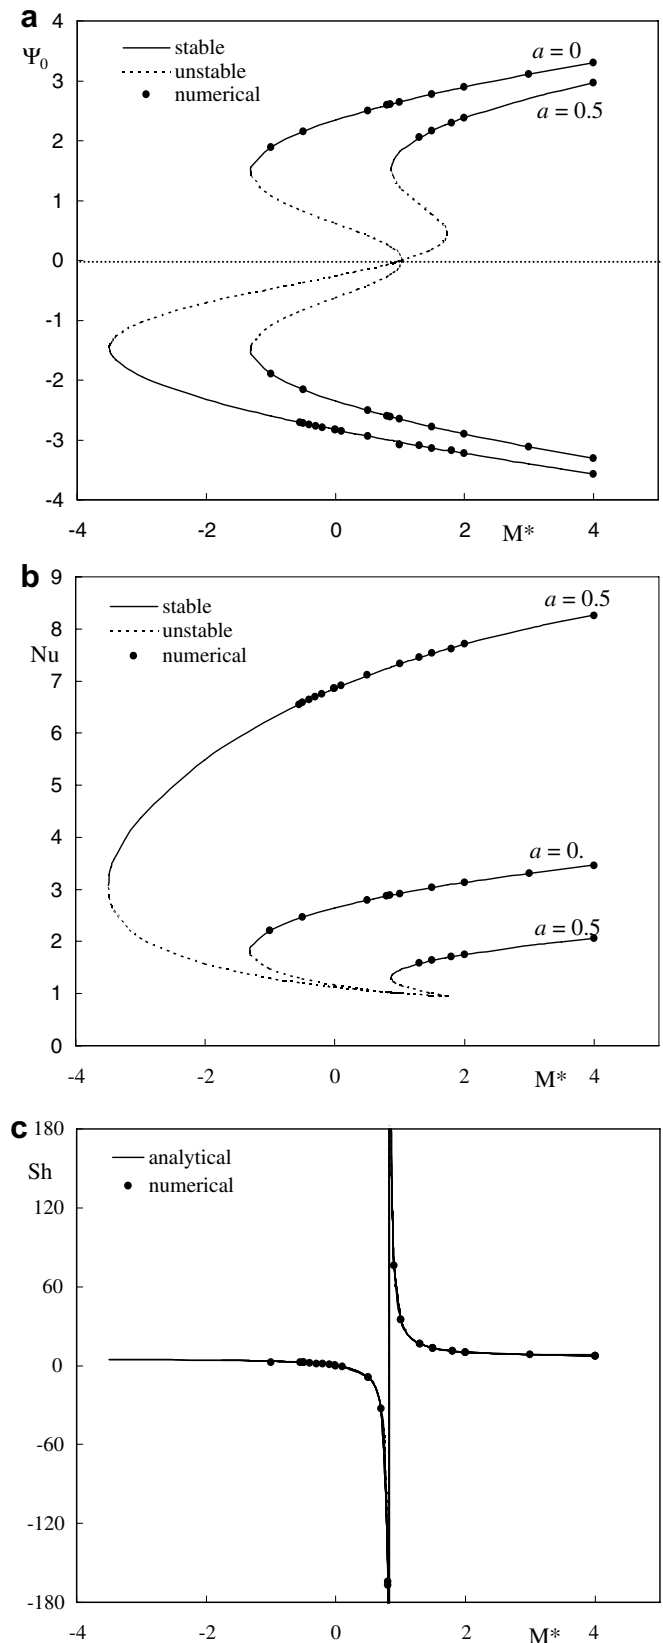 a
4
Ψ0
stable
a = 0
unstable
3
numerical
a = 0.5
2
1
0
-1
-2
-3
-4
-4 -2 0 2 M* 4
b
9
stable
a = 0.5
8
unstable
Nu
numerical
7
6
5
4
a = 0.
3
2
a = 0.5
1
0
-4 -2 0 2 M* 4
c 180
analytical
Sh
numerical
120
60
0
-60
-120
-180
-4 -2 0 2 M* 4